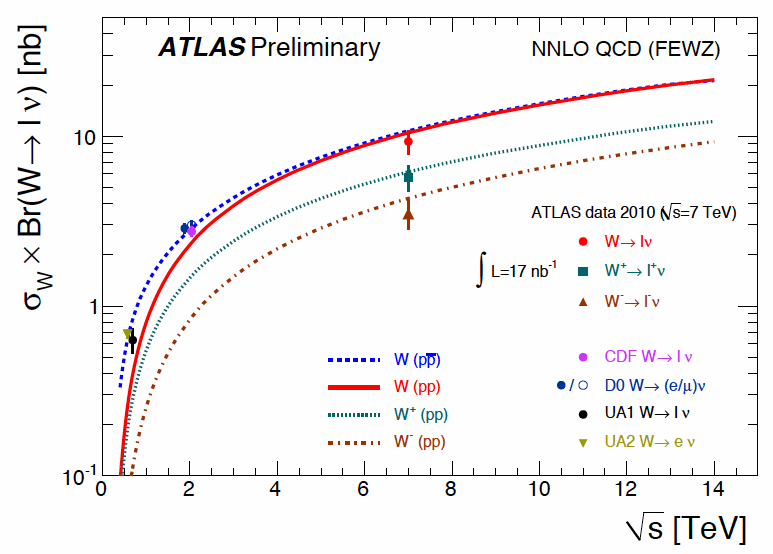 ATLAS Preliminary
NNLO QCD (FEWZ)
σW × Br(W→ l ν) [nb]
10
1
10-1
ATLAS data 2010 (√s=7 TeV)
W→ lν
∫ L=17 nb-1
W+→ l+ν
W-→ l-ν
W (pp̅)
W (pp)
W+ (pp)
W- (pp)
CDF W→ l ν
/ D0 W→ (e/μ)ν
UA1 W→ l ν
UA2 W→ e ν
0 2 4 6 8 10 12 14
√s [TeV]